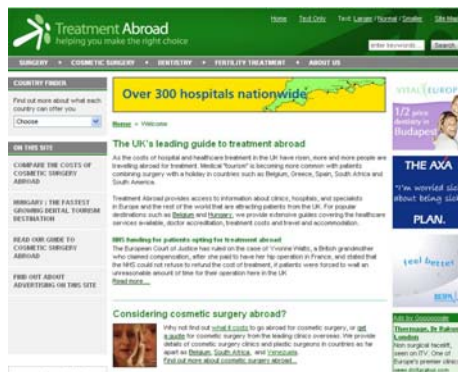 Treatment Abroad
helping you make the right choice
Home Text Only Text: Larger / Normal / Smaller Site Map
enter keywords... Search
SURGERY • COSMETIC SURGERY • DENTISTRY • FERTILITY TREATMENT • ABOUT US
COUNTRY FINDER
Find out more about what each
country can offer you
Choose
ON THIS SITE
COMPARE THE COSTS OF
COSMETIC SURGERY
ABROAD
HUNGARY : THE FASTEST
GROWING DENTAL TOURISM
DESTINATION
READ OUR GUIDE TO
COSMETIC SURGERY
ABROAD
FIND OUT ABOUT
ADVERTISING ON THIS SITE
Over 300 hospitals nationwide
Home » Welcome
The UK's leading guide to treatment abroad
As the costs of hospital and healthcare treatment in the UK have risen, more and more people are
travelling abroad for treatment. Medical "tourism" is becoming more common with patients
combining surgery with a holiday in countries such as Belgium, Greece, Spain, South Africa and
South America.
Treatment Abroad provides access to information about clinics, hospitals, and specialists
in Europe and the rest of the world that are attracting patients from the UK. For popular
destinations such as Belgium and Hungary, we provide extensive guides covering the healthcare
services available, doctor accreditation, treatment costs and travel and accommodation.
NHS funding for patients opting for treatment abroad
The European Court of Justice has ruled on the case of Yvonne Watts, a British grandmother
who claimed compensation, after she paid to have her hip operation in France, and stated that
the NHS could not refuse to refund the cost of treatment, if patients were forced to wait an
unreasonable amount of time for their operation here in the UK
Read more ...
Considering cosmetic surgery abroad?
Why not find out what it costs to go abroad for cosmetic surgery, or get
a quote for cosmetic surgery from the leading clinics overseas. We provide
details of cosmetic surgery clinics and plastic surgeons in countries as far
apart as Belgium, South Africa, and Venezuela.
Find out more about cosmetic surgery abroad...
VITAL EUROPE
1/2 price
dentistry in
Budapest
THE AXA
"I'm worried
about being
PLAN.
feel better
Ads by
London
Non surgical facelift,
seen on ITV. One of
Europe's premier clinics